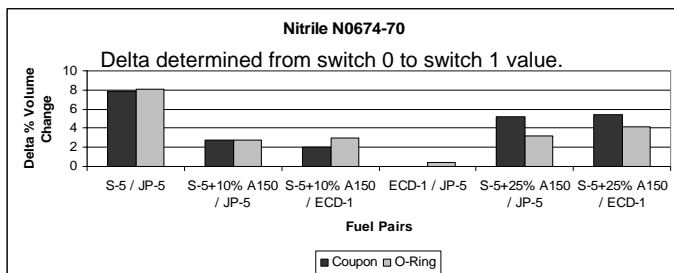 Nitrile N0674-70
Delta determined from switch 0 to switch 1 value.
Delta % Volume
Change
10
8
6
4
2
0
S-5 / JP-5
S-5+10% A150
/ JP-5
S-5+10% A150
/ ECD-1
ECD-1 / JP-5
S-5+25% A150
/ JP-5
S-5+25% A150
/ ECD-1
Fuel Pairs
Coupon
O-Ring